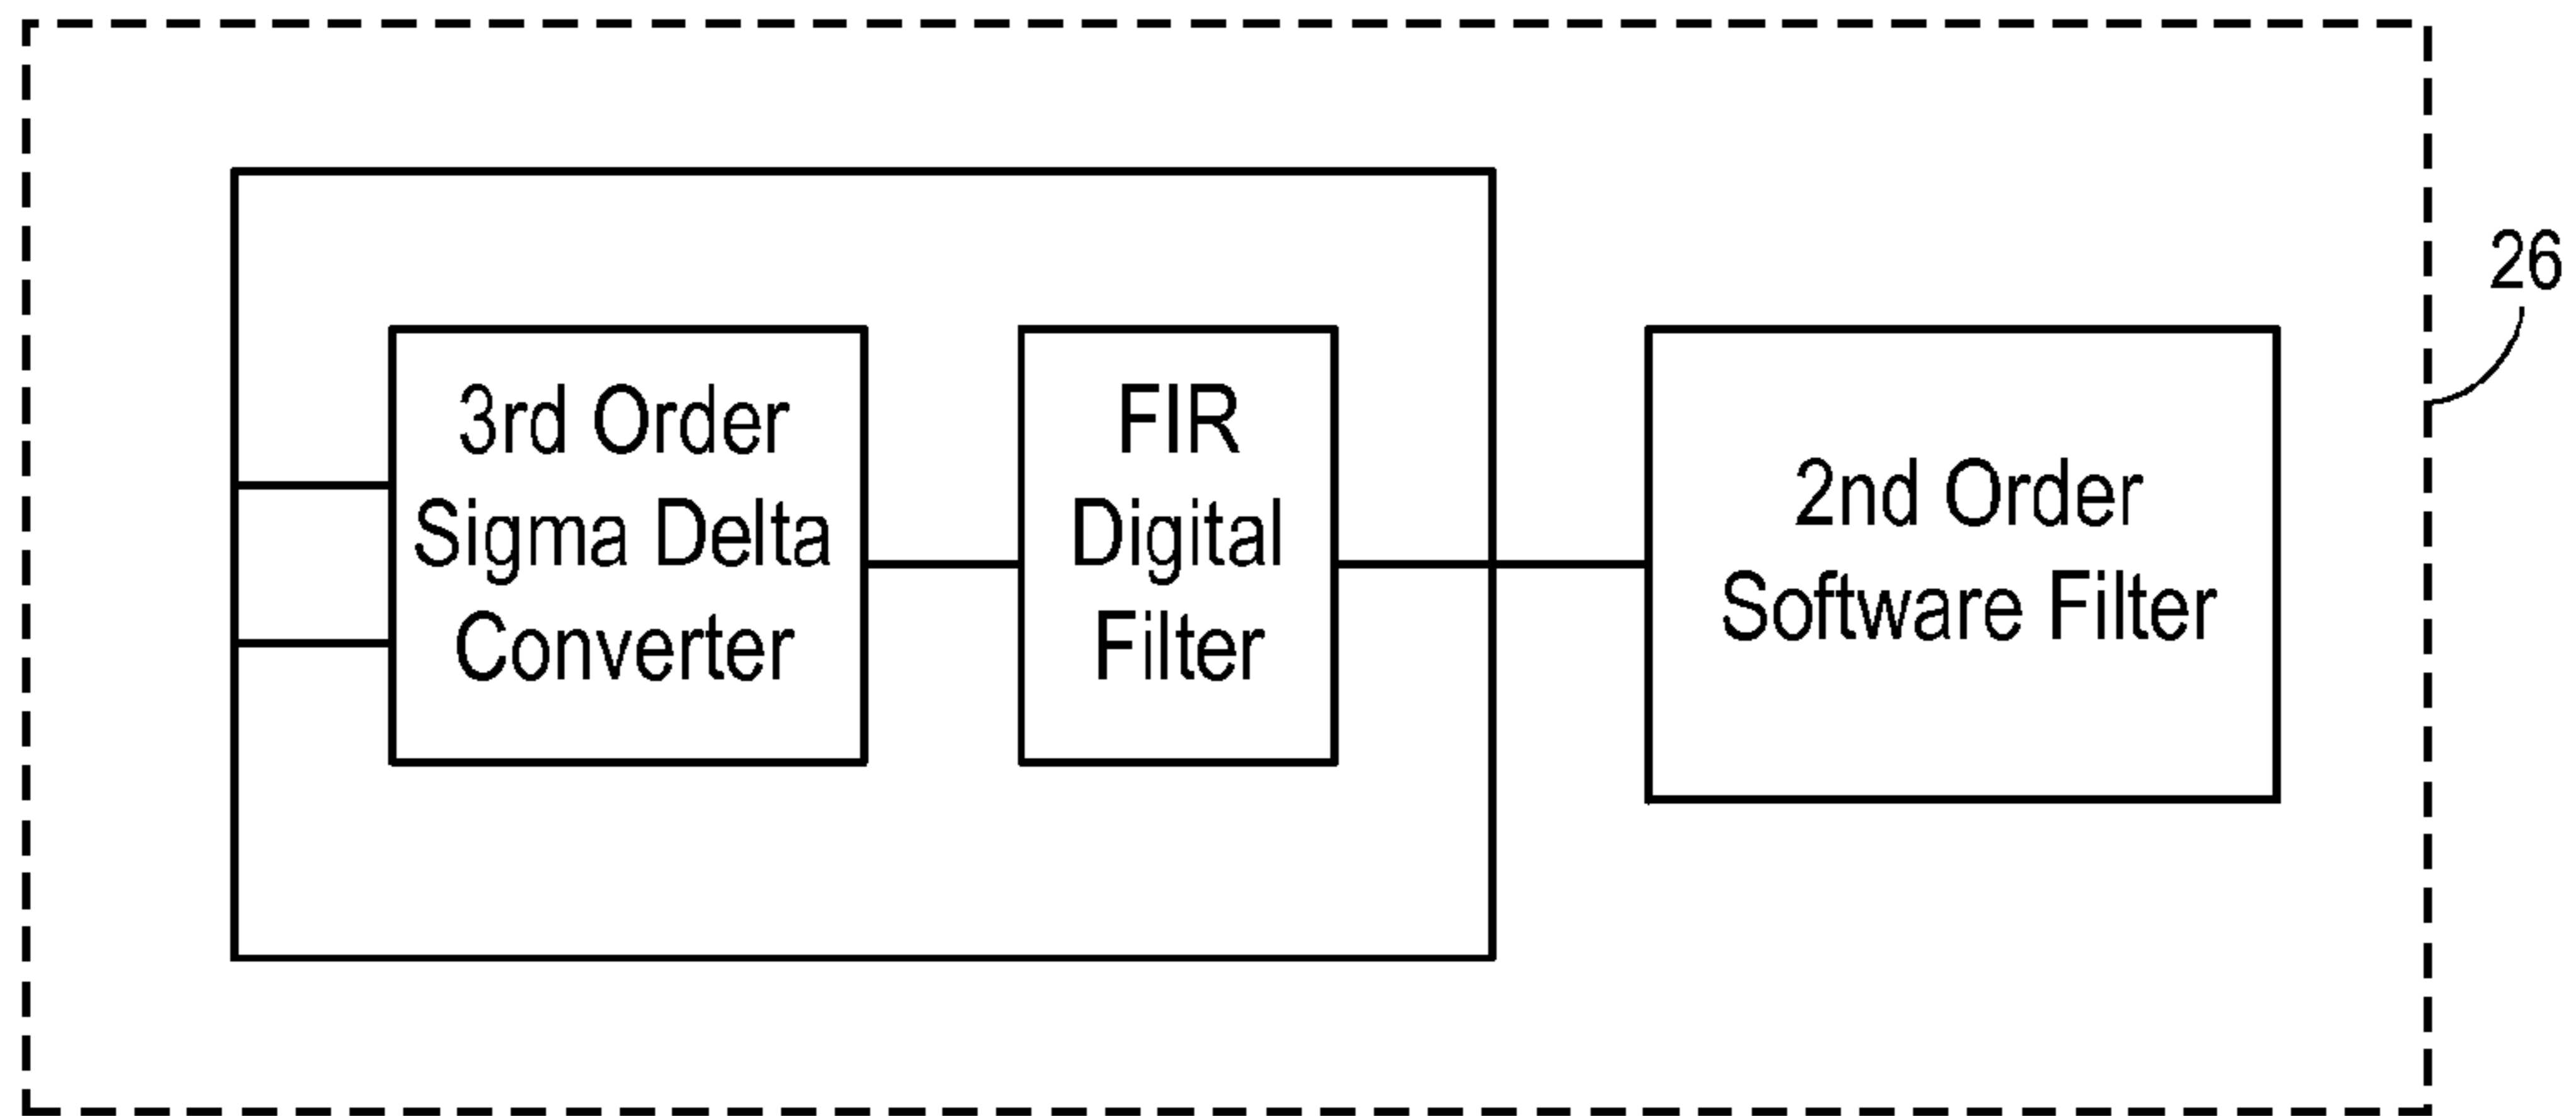 26
3rd Order
Sigma Delta
Converter
FIR
Digital
Filter
2nd Order
Software Filter